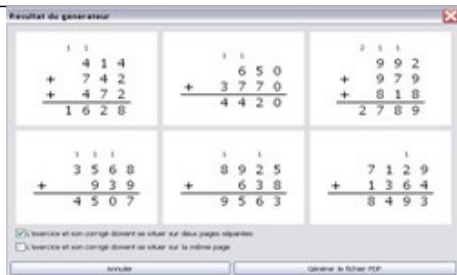 Resultat du generateur
1 1
4 1 4
+ 7 4 2
+ 4 7 2
1 6 2 8
1 1
6 5 0
+ 3 7 7 0
4 4 2 0
2 1 1
9 9 2
+ 9 7 9
+ 8 1 8
2 7 8 9
1 1 1
3 5 6 8
+ 9 3 9
4 5 0 7
1 1
8 9 2 5
+ 6 3 8
9 5 6 3
1
7 1 2 9
+ 1 3 6 4
8 4 9 3
L'exercice et son corrigé doivent se situer sur deux pages séparées
L'exercice et son corrigé doivent se situer sur la même page
Annuler
Générer le fichier PDF